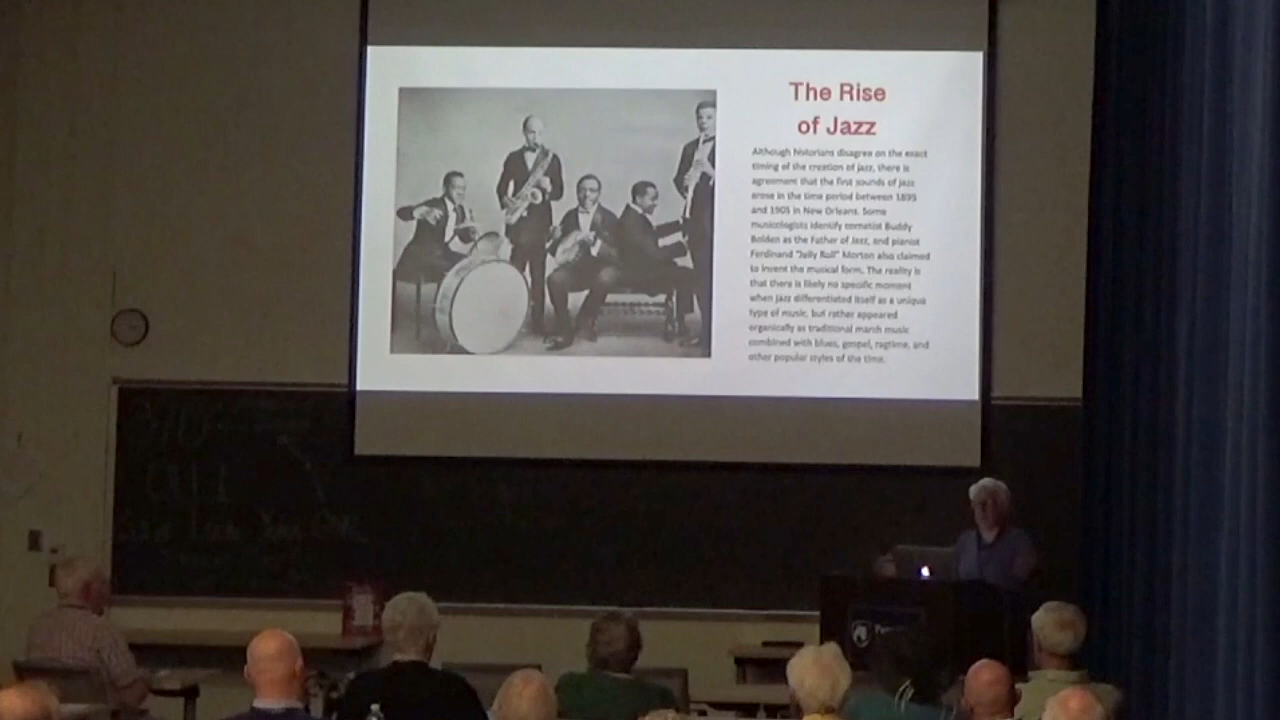 The Rise
of Jazz
Although historians disagree on the exact
timing of the creation of jazz, there is
agreement that the first sounds of jazz
arose in the time period between 1895
and 1905 in New Orleans. Some
musicologists identify cornetist Buddy
Bolden as the Father of Jazz, and pianist
Ferdinand "Jelly Roll" Morton also claimed
to invent the musical form. The reality is
that there is likely no specific moment
when jazz differentiated itself as a unique
type of music, but rather appeared
organically as traditional march music
combined with blues, gospel, ragtime, and
other popular styles of the time.